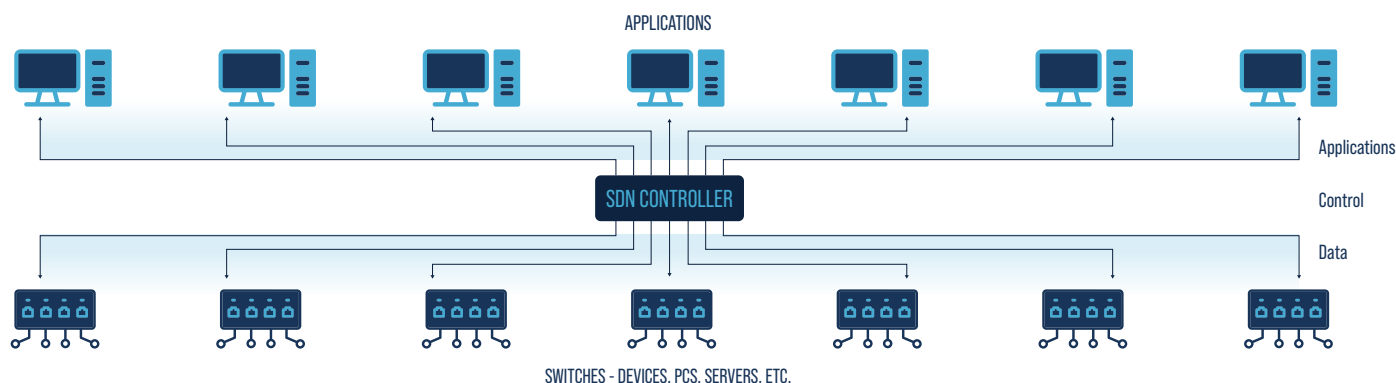 APPLICATIONS
Applications
SDN CONTROLLER
Control
Data
SWITCHES - DEVICES, PCS, SERVERS, ETC.